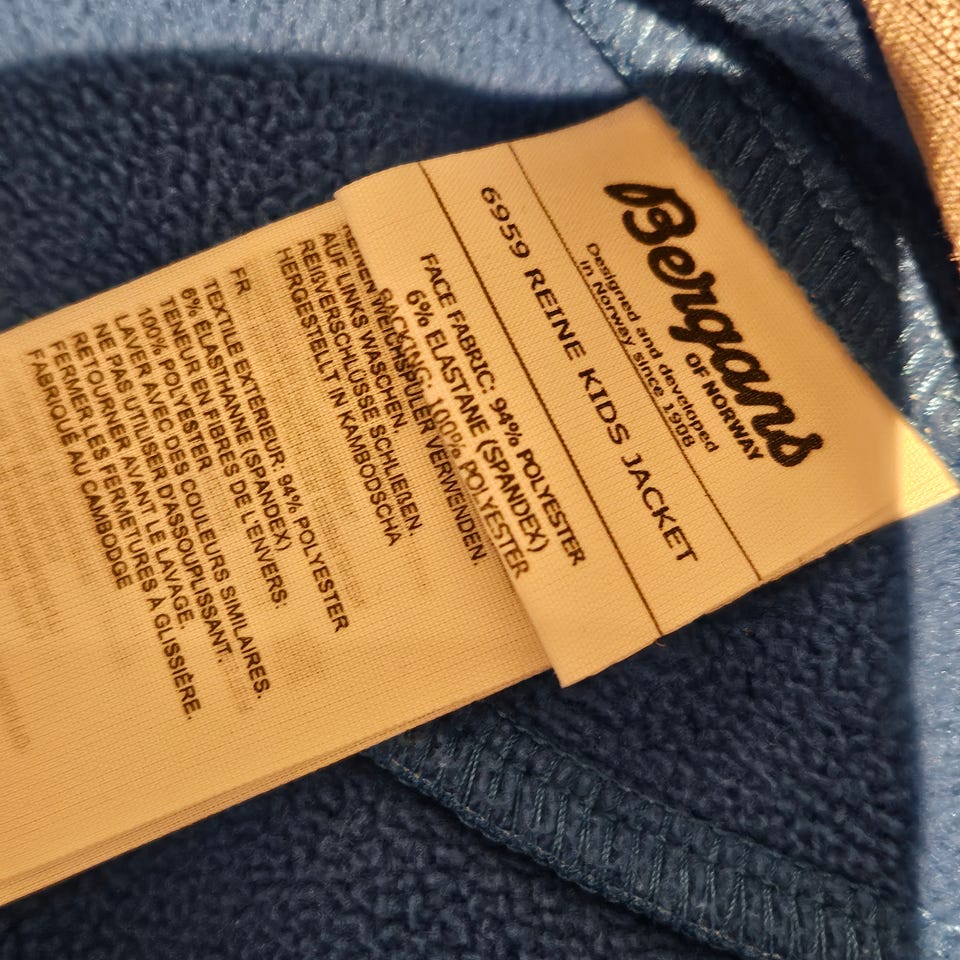 Bergans
OF NORWAY
Designed and developed
in Norway since 1908
6959 REINE KIDS JACKET
FACE FABRIC: 94% POLYESTER
6% ELASTANE (SPANDEX)
BACKING: 100% POLYESTER
KEINEN WEICHSPÜLER VERWENDEN.
AUF LINKS WASCHEN.
REIßVERSCHLÜSSE SCHLIEßEN.
HERGESTELLT IN KAMBODSCHA
FR
TEXTILE EXTÉRIEUR: 94% POLYESTER
6% ÉLASTHANNE (SPANDEX)
TENEUR EN FIBRES DE L'ENVERS:
100% POLYESTER
LAVER AVEC DES COULEURS SIMILAIRES.
NE PAS UTILISER D'ASSOUPLISSANT.
RETOURNER AVANT LE LAVAGE.
FERMER LES FERMETURES À GLISSIÈRE.
FABRIQUÉ AU CAMBODGE